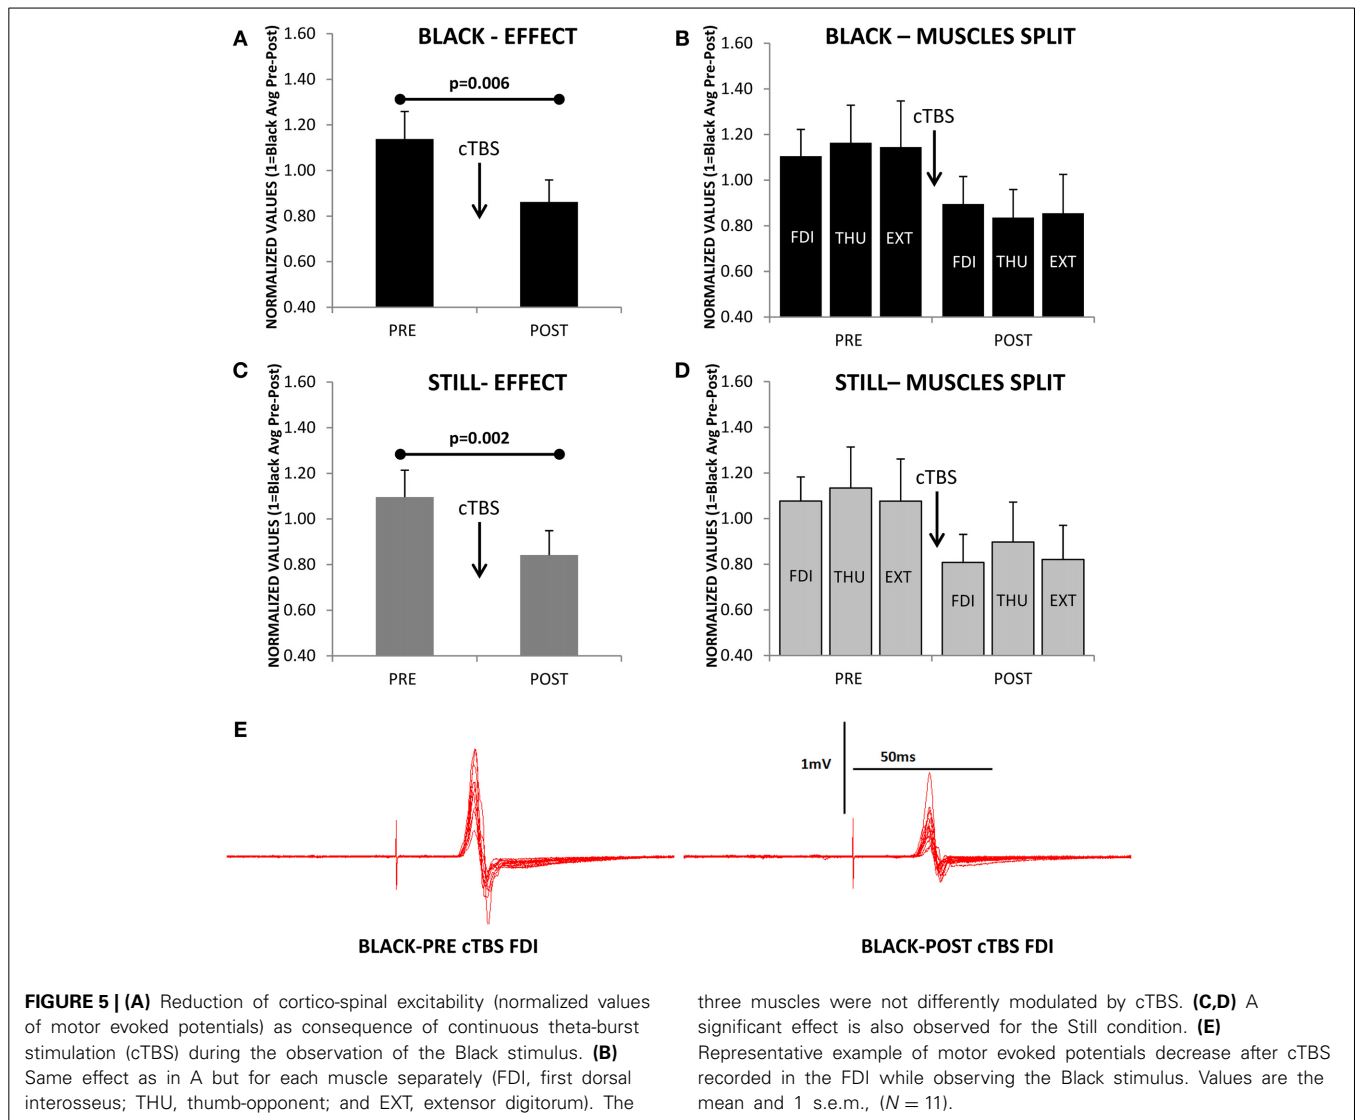 A
BLACK - EFFECT
NORMALIZED VALUES (1=Black Avg Pre-Post)
1.60
1.40
1.20
1.00
0.80
0.60
0.40
p=0.006
cTBS
PRE
POST
B
BLACK – MUSCLES SPLIT
NORMALIZED VALUES (1=Black Avg Pre-Post)
1.60
1.40
1.20
1.00
0.80
0.60
0.40
cTBS
FDI
THU
EXT
FDI
THU
EXT
PRE
POST
C
STILL- EFFECT
NORMALIZED VALUES (1=Black Avg Pre-Post)
1.60
1.40
1.20
1.00
0.80
0.60
0.40
p=0.002
cTBS
PRE
POST
D
STILL– MUSCLES SPLIT
NORMALIZED VALUES (1=Black Avg Pre-Post)
1.60
1.40
1.20
1.00
0.80
0.60
0.40
cTBS
FDI
THU
EXT
FDI
THU
EXT
PRE
POST
E
1mV
50ms
BLACK-PRE cTBS FDI
BLACK-POST cTBS FDI
FIGURE 5 | (A) Reduction of cortico-spinal excitability (normalized values
of motor evoked potentials) as consequence of continuous theta-burst
stimulation (cTBS) during the observation of the Black stimulus. (B)
Same effect as in A but for each muscle separately (FDI, first dorsal
interosseus; THU, thumb-opponent; and EXT, extensor digitorum). The
three muscles were not differently modulated by cTBS. (C,D) A
significant effect is also observed for the Still condition. (E)
Representative example of motor evoked potentials decrease after cTBS
recorded in the FDI while observing the Black stimulus. Values are the
mean and 1 s.e.m., (N = 11).